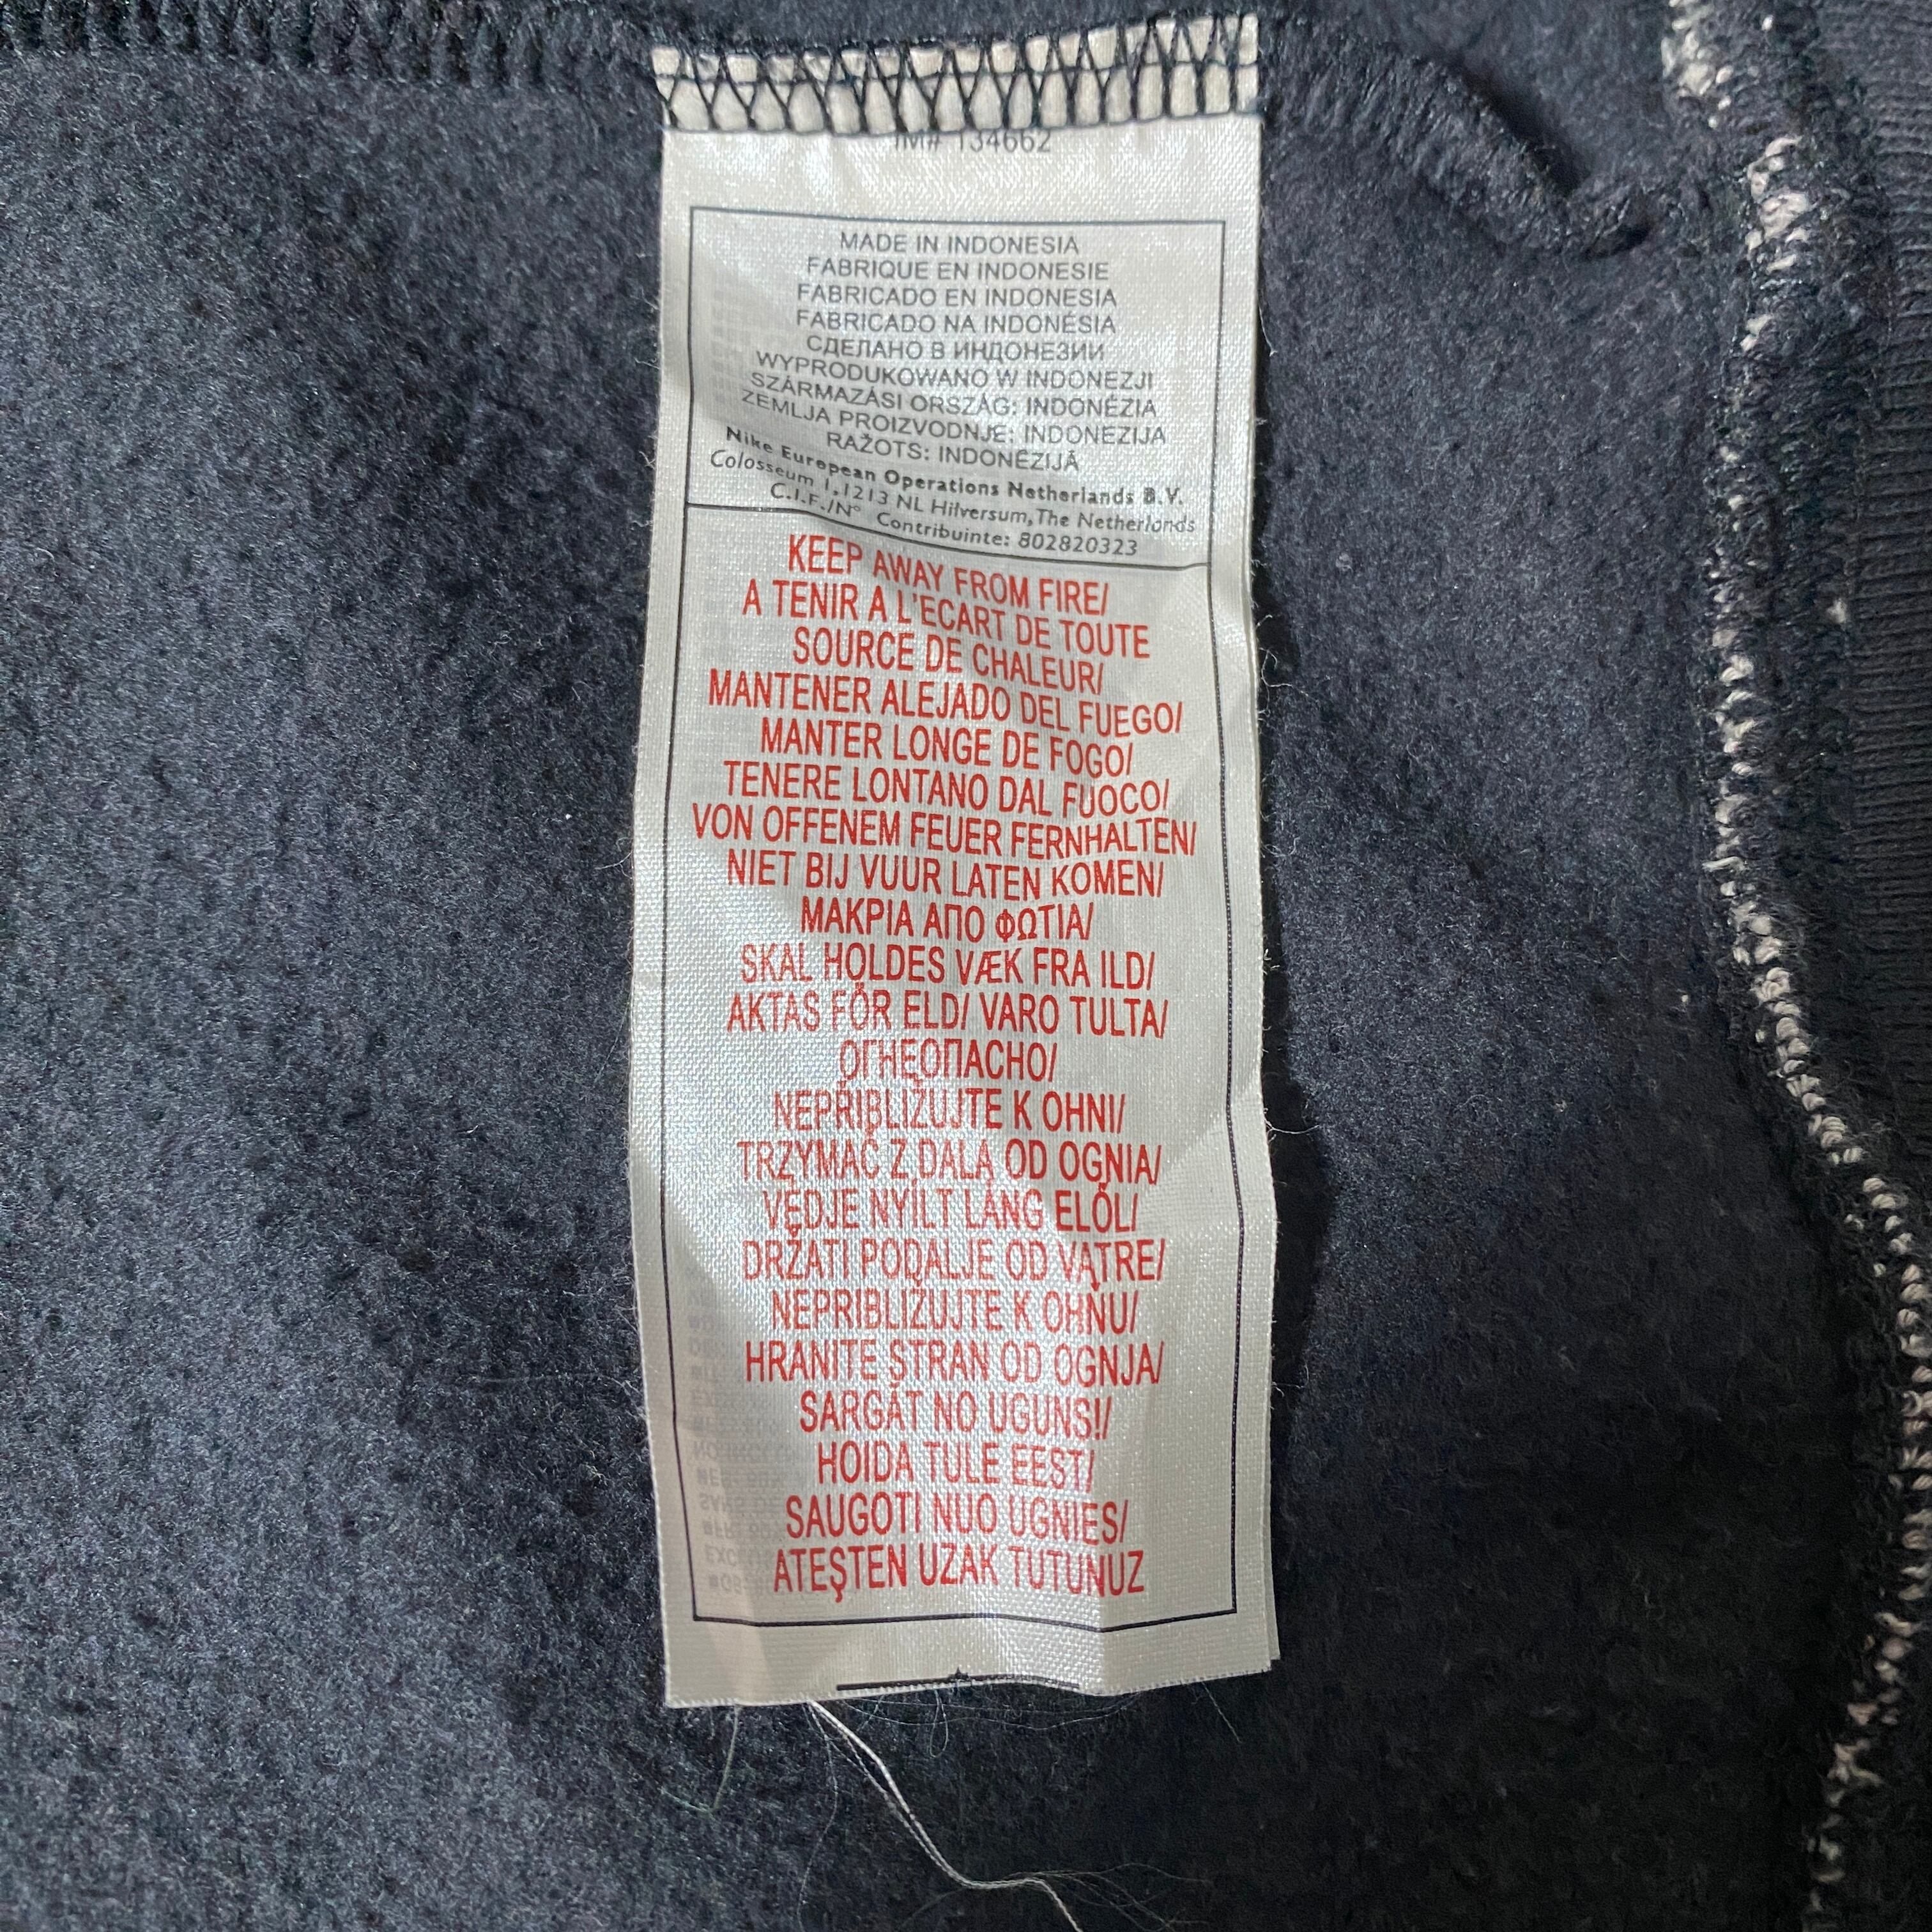 IM# 134662
MADE IN INDONESIA
FABRIQUE EN INDONESIE
FABRICADO EN INDONESIA
FABRICADO NA INDONÉSIA
СДЕЛАНО В ИНДОНЕЗИИ
WYPRODUKOWANO W INDONEZJI
SZÁRMAZÁSI ORSZÁG: INDONÉZIA
ZEMLJA PROIZVODNJE: INDONEZIJA
RAŽOTS: INDONĒZIJĀ
Nike European Operations Netherlands B.V.
Colosseum 1, 1213 NL Hilversum, The Netherlands
C.I.F./N° Contribuinte: 802820323
KEEP AWAY FROM FIRE/
A TENIR A L'ECART DE TOUTE
SOURCE DE CHALEUR/
MANTENER ALEJADO DEL FUEGO/
MANTER LONGE DE FOGO/
TENERE LONTANO DAL FUOCO/
VON OFFENEM FEUER FERNHALTEN/
NIET BIJ VUUR LATEN KOMEN/
ΜΑΚΡΙΑ ΑΠΟ ΦΩΤΙΑ/
SKAL HOLDES VÆK FRA ILD/
AKTAS FÖR ELD/ VARO TULTA/
ОГНЕОПАСНО/
NEPŘIBLIŽUJTE K OHNI/
TRZYMAĆ Z DALA OD OGNIA/
VÉDJE NYÍLT LÁNG ELŐL/
DRŽATI PODALJE OD VATRE/
NEPRIBLIŽUJTE K OHŇU/
HRANITE STRAN OD OGNJA/
SARGĀT NO UGUNS!/
HOIDA TULE EEST/
SAUGOTI NUO UGNIES/
ATEŞTEN UZAK TUTUNUZ